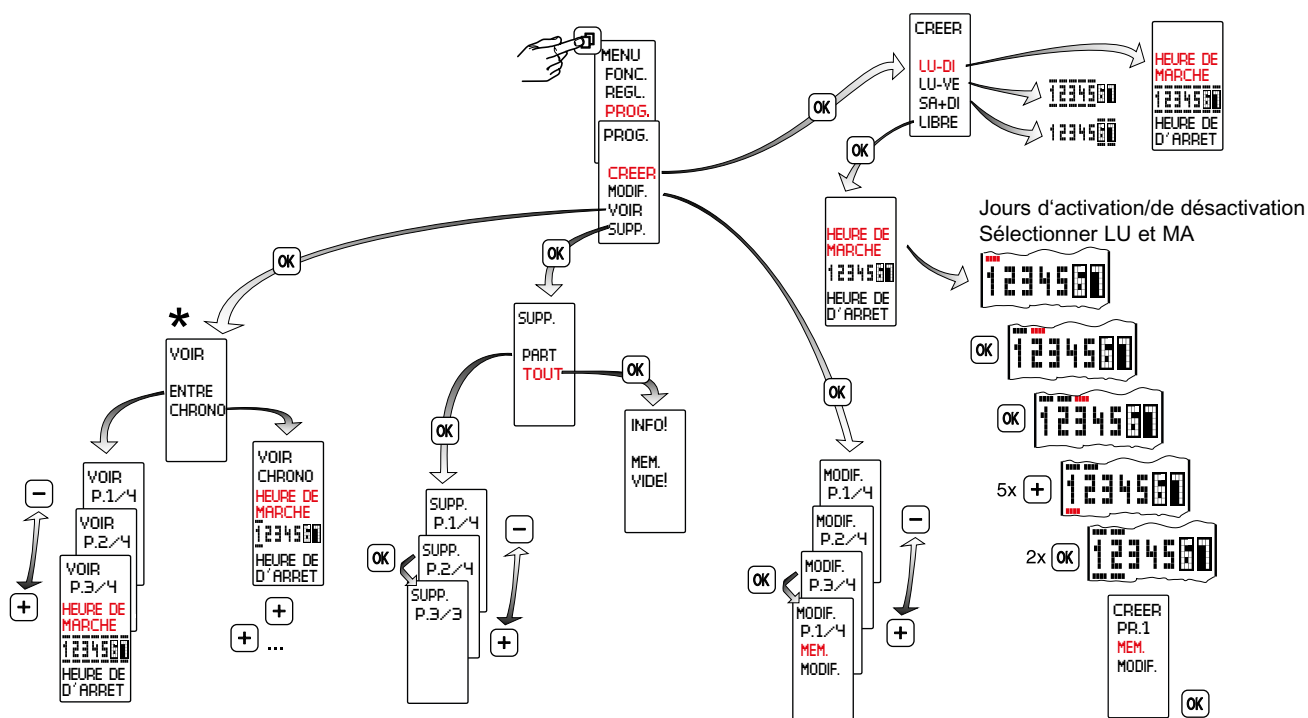 MENU
FONC.
REGL.
PROG.
PROG.
CREER
MODIF.
VOIR
SUPP.
OK
CREER
LU-DI
LU-VE
SA+DI
LIBRE
1234567
1234567
HEURE DE
MARCHE
1234567
HEURE DE
D'ARRET
OK
HEURE DE
MARCHE
1234567
HEURE DE
D'ARRET
Jours d'activation/de désactivation
Sélectionner LU et MA
1234567
OK 1234567
OK 1234567
5x + 1234567
2x OK 1234567
CREER
PR.1
MEM.
MODIF.
OK
OK
*
VOIR
ENTRE
CHRONO
VOIR
P.1/4
VOIR
P.2/4
VOIR
P.3/4
HEURE DE
MARCHE
1234567
HEURE DE
D'ARRET
-
+
VOIR
CHRONO
HEURE DE
MARCHE
1234567
HEURE DE
D'ARRET
+
+ ...
OK
SUPP.
PART
TOUT
OK
OK
INFO!
MEM.
VIDE!
SUPP.
P.1/4
SUPP.
P.2/4
OK
SUPP.
P.3/3
-
+
OK
MODIF.
P.1/4
MODIF.
P.2/4
MODIF.
P.3/4
OK
MODIF.
P.1/4
MEM.
MODIF.
-
+